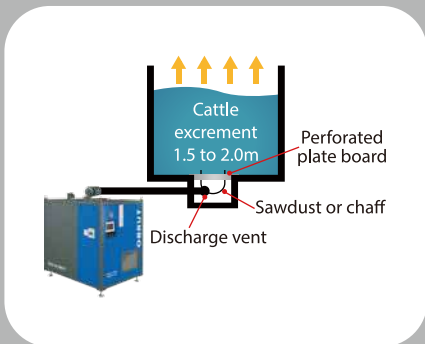 Cattle
excrement
1.5 to 2.0m
Perforated
plate board
Sawdust or chaff
Discharge vent